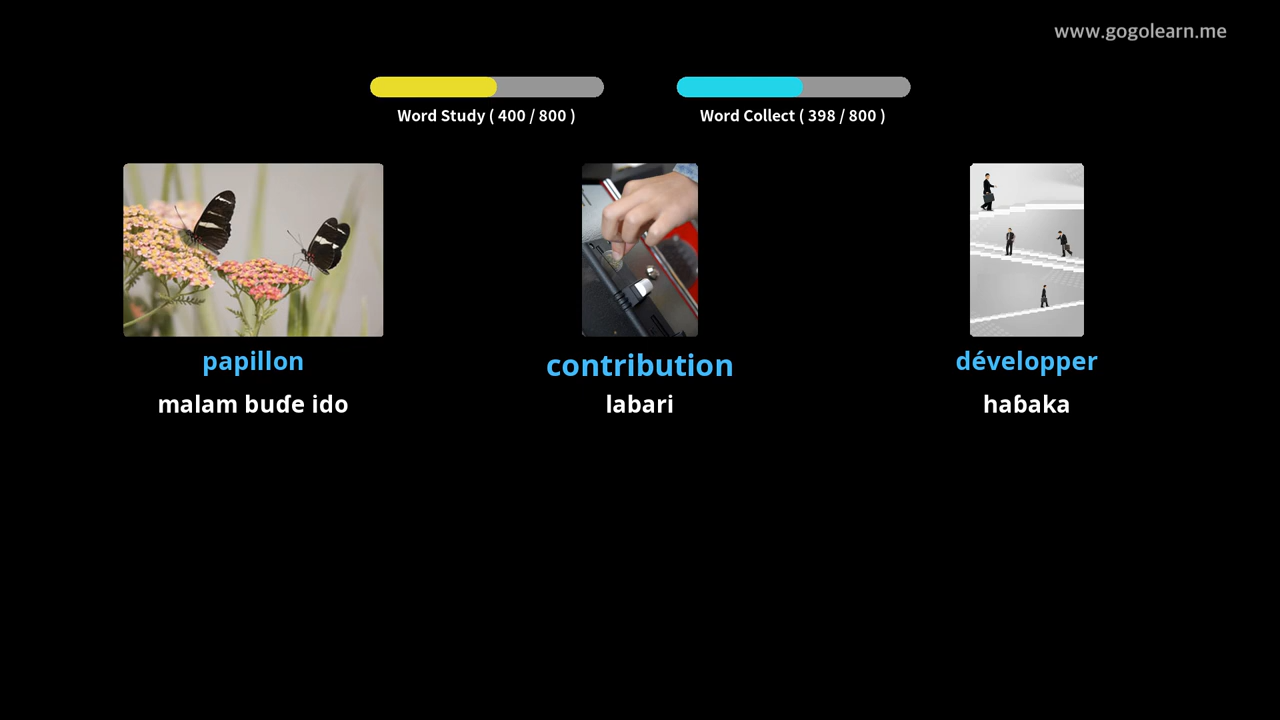 www.gogolearn.me
Word Study ( 400 / 800 )
Word Collect ( 398 / 800 )
papillon
malam buɗe ido
contribution
labari
développer
haɓaka